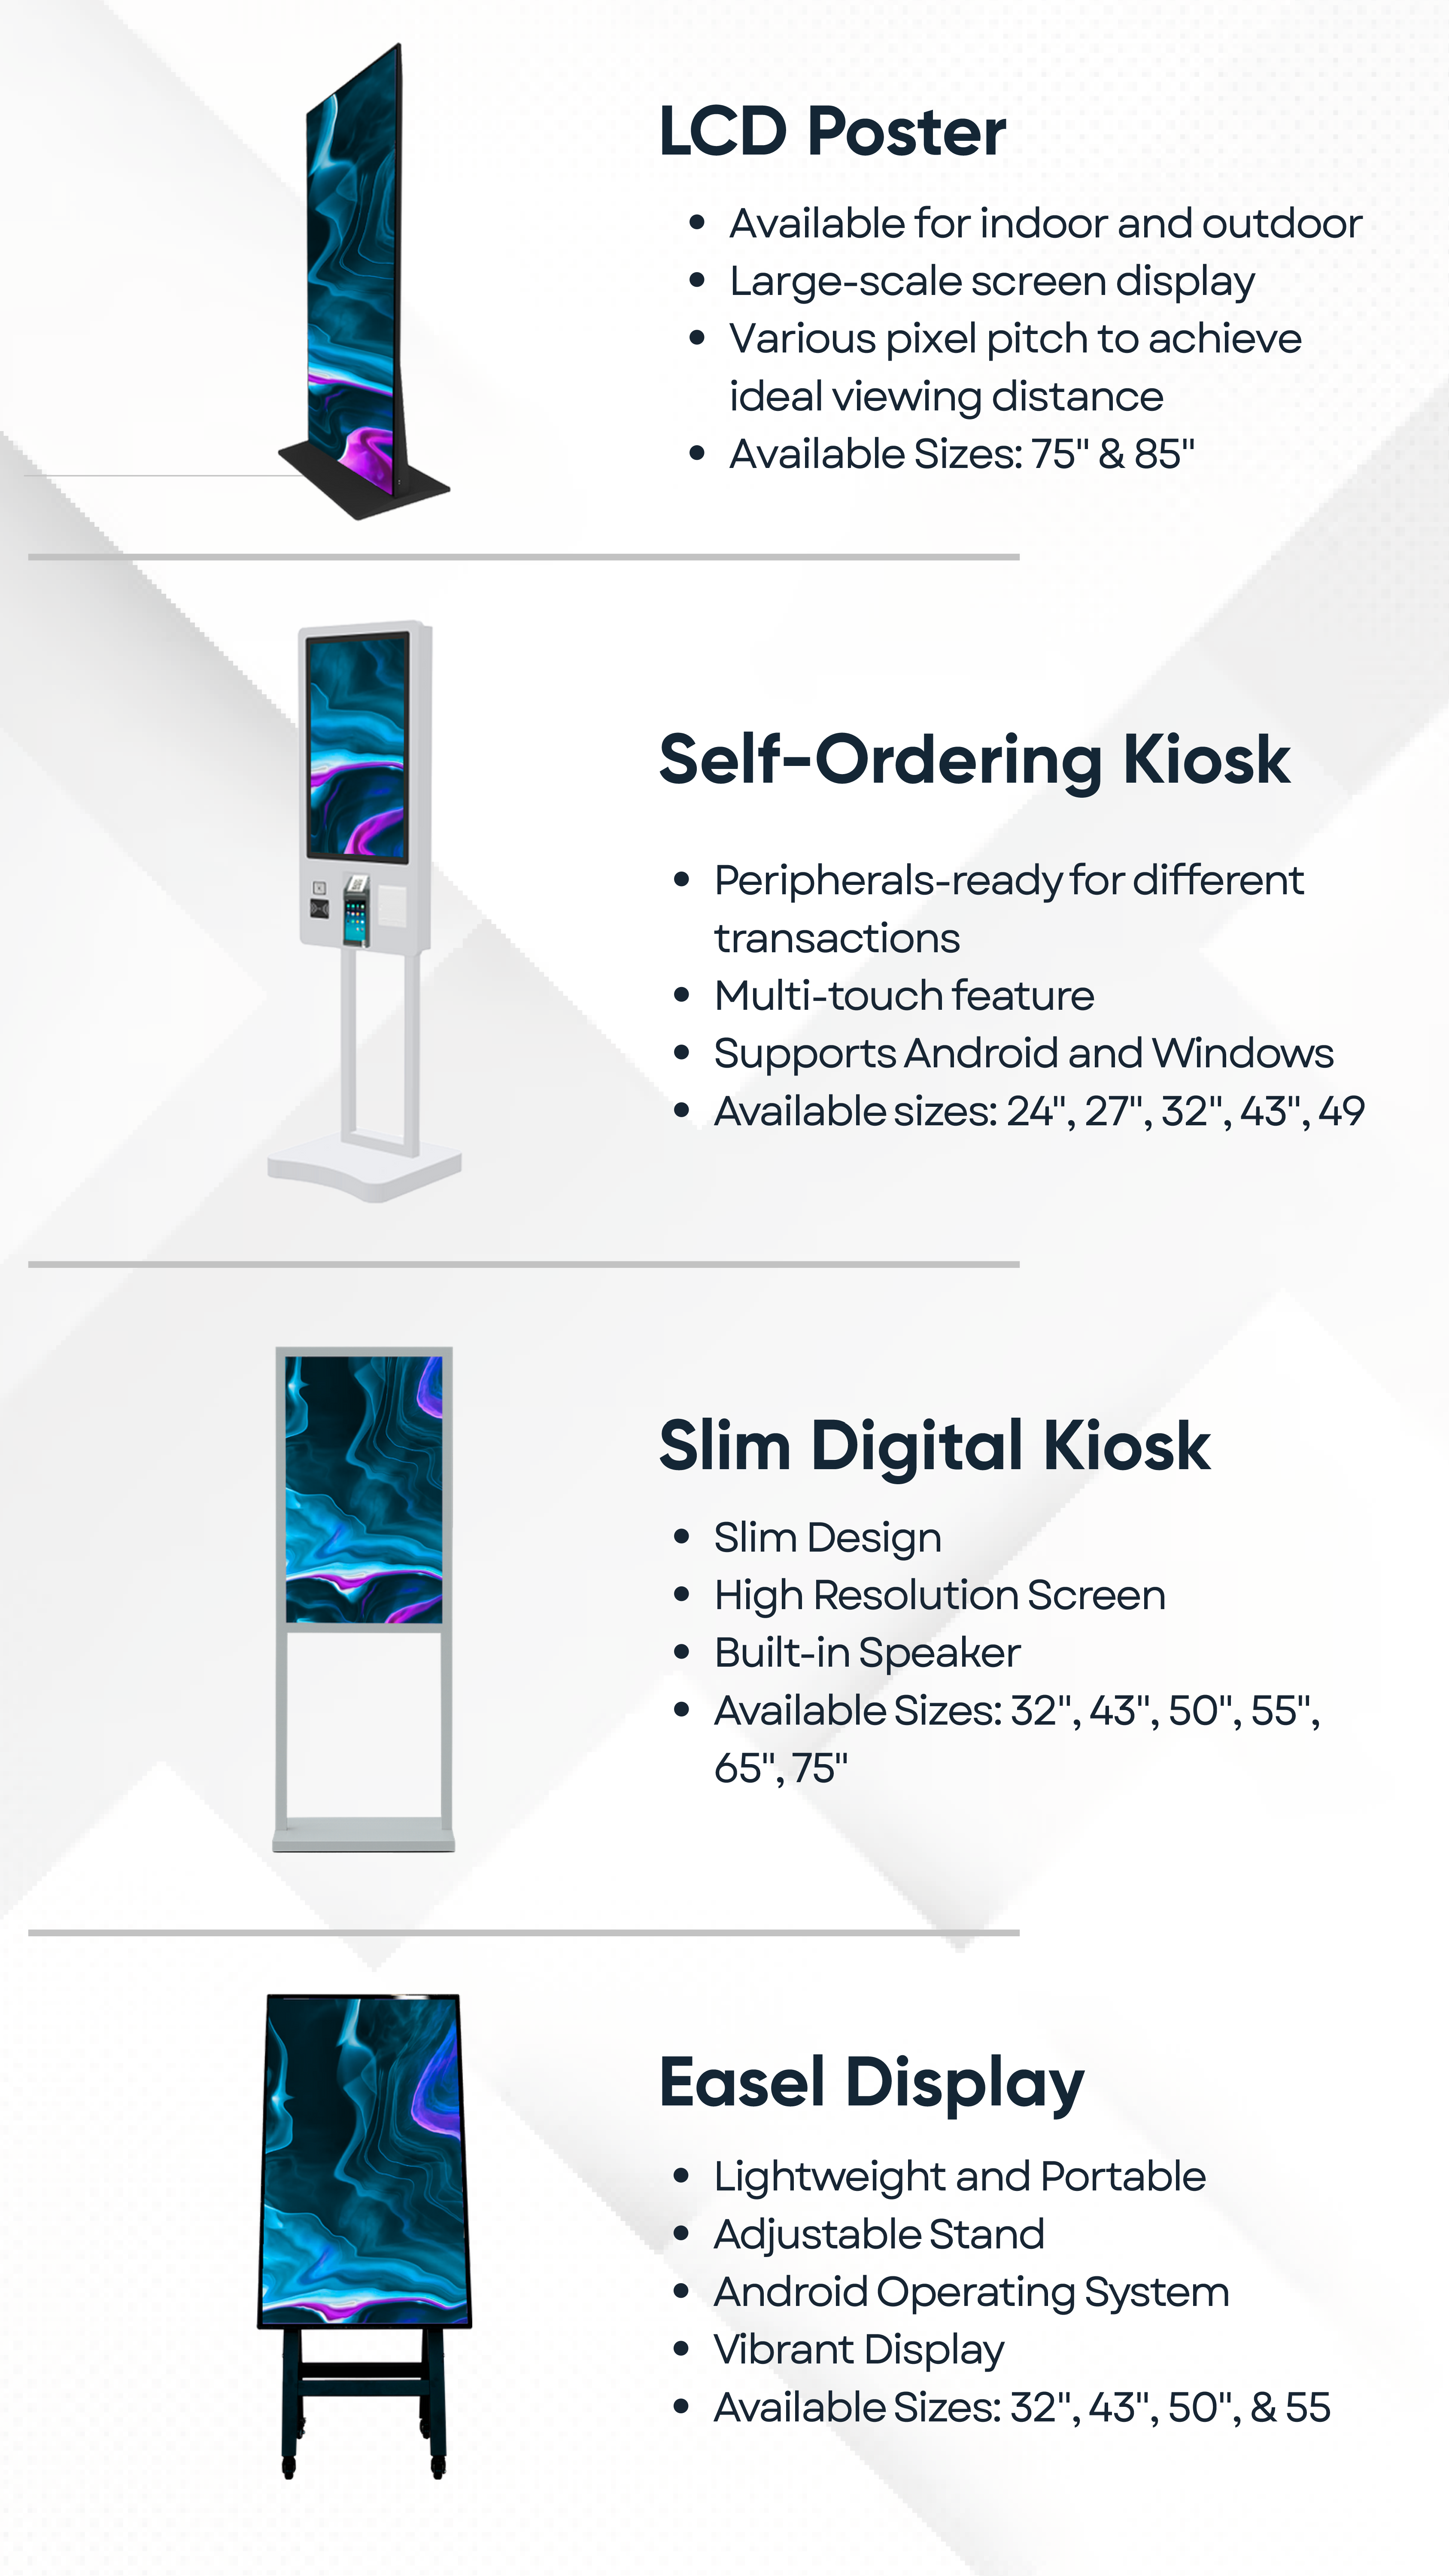 LCD Poster
• Available for indoor and outdoor
• Large-scale screen display
• Various pixel pitch to achieve
ideal viewing distance
• Available Sizes: 75" & 85"
Self-Ordering Kiosk
• Peripherals-ready for different
transactions
• Multi-touch feature
• Supports Android and Windows
• Available sizes: 24", 27", 32", 43", 49
Slim Digital Kiosk
• Slim Design
• High Resolution Screen
• Built-in Speaker
• Available Sizes: 32", 43", 50", 55",
65", 75"
Easel Display
• Lightweight and Portable
• Adjustable Stand
• Android Operating System
• Vibrant Display
• Available Sizes: 32", 43", 50", & 55